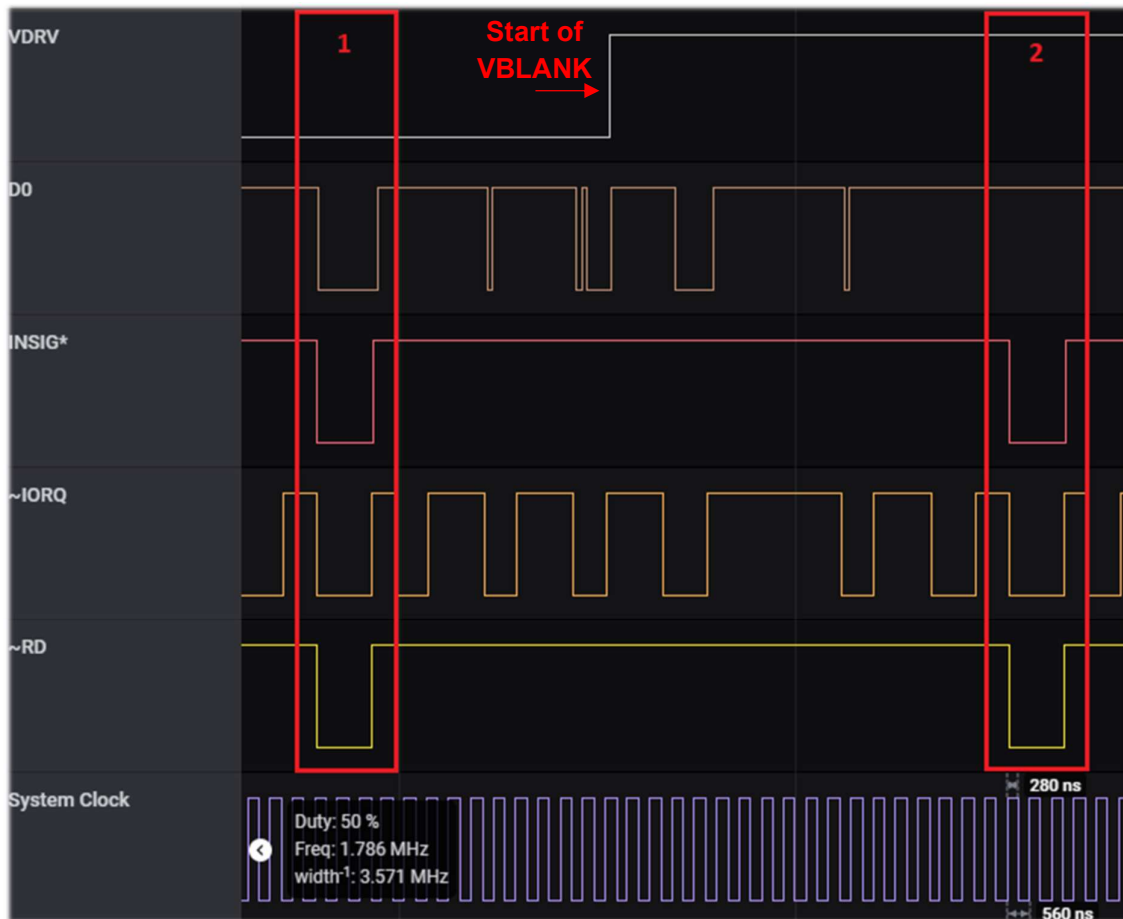 VDRV
1
Start of
VBLANK
2
D0
INSIG*
~IORQ
~RD
System Clock
280 ns
Duty: 50 %
Freq: 1.786 MHz
width⁻¹: 3.571 MHz
560 ns